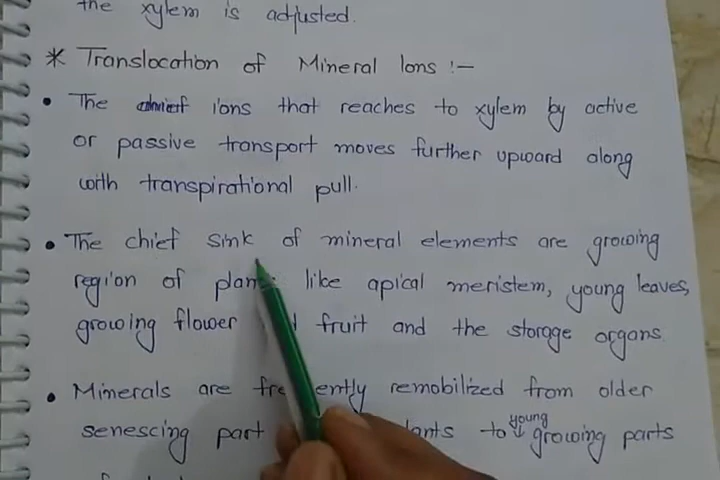 the xylem is adjusted.
* Translocation of Mineral Ions :-
• The ions that reaches to xylem by active
or passive transport moves further upward along
with transpirational pull.
• The chief sink of mineral elements are growing
region of plan like apical meristem, young leaves,
growing flower fruit and the storage organs.
• Minerals are fre ently remobilized from older
senescing part to young growing parts